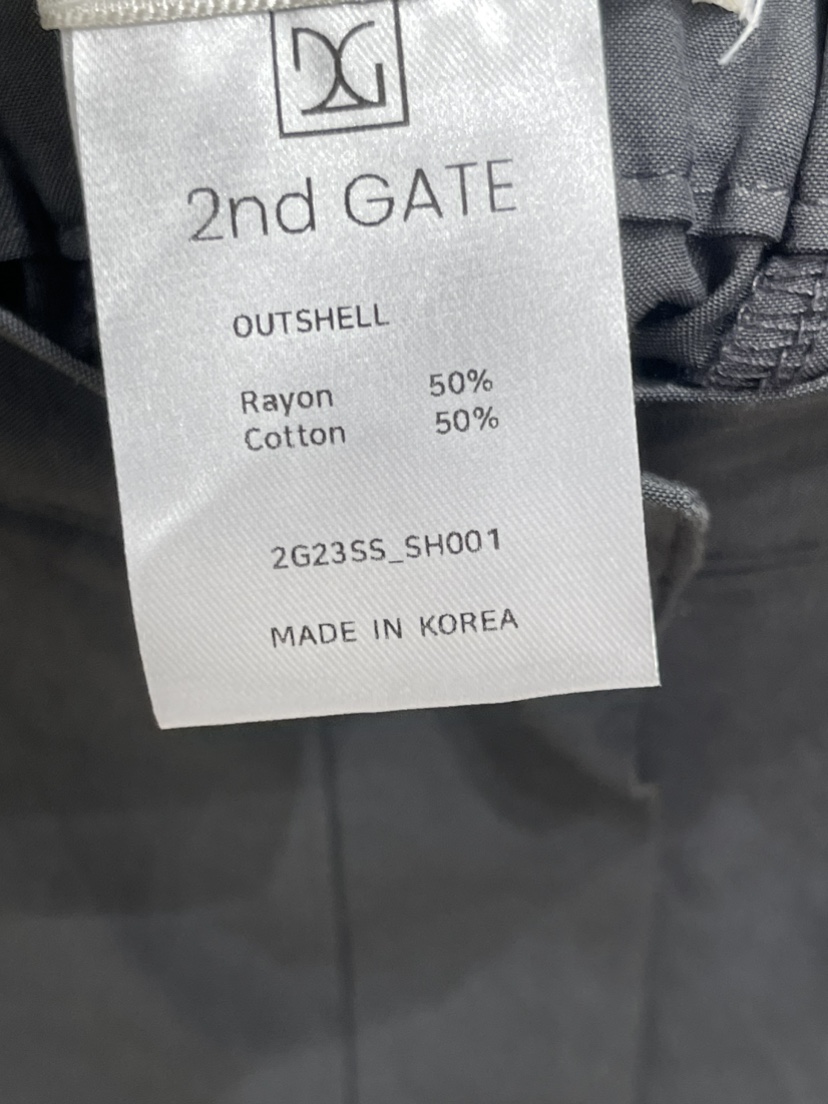 2nd GATE
OUTSHELL
Rayon 50%
Cotton 50%
2G23SS_SH001
MADE IN KOREA